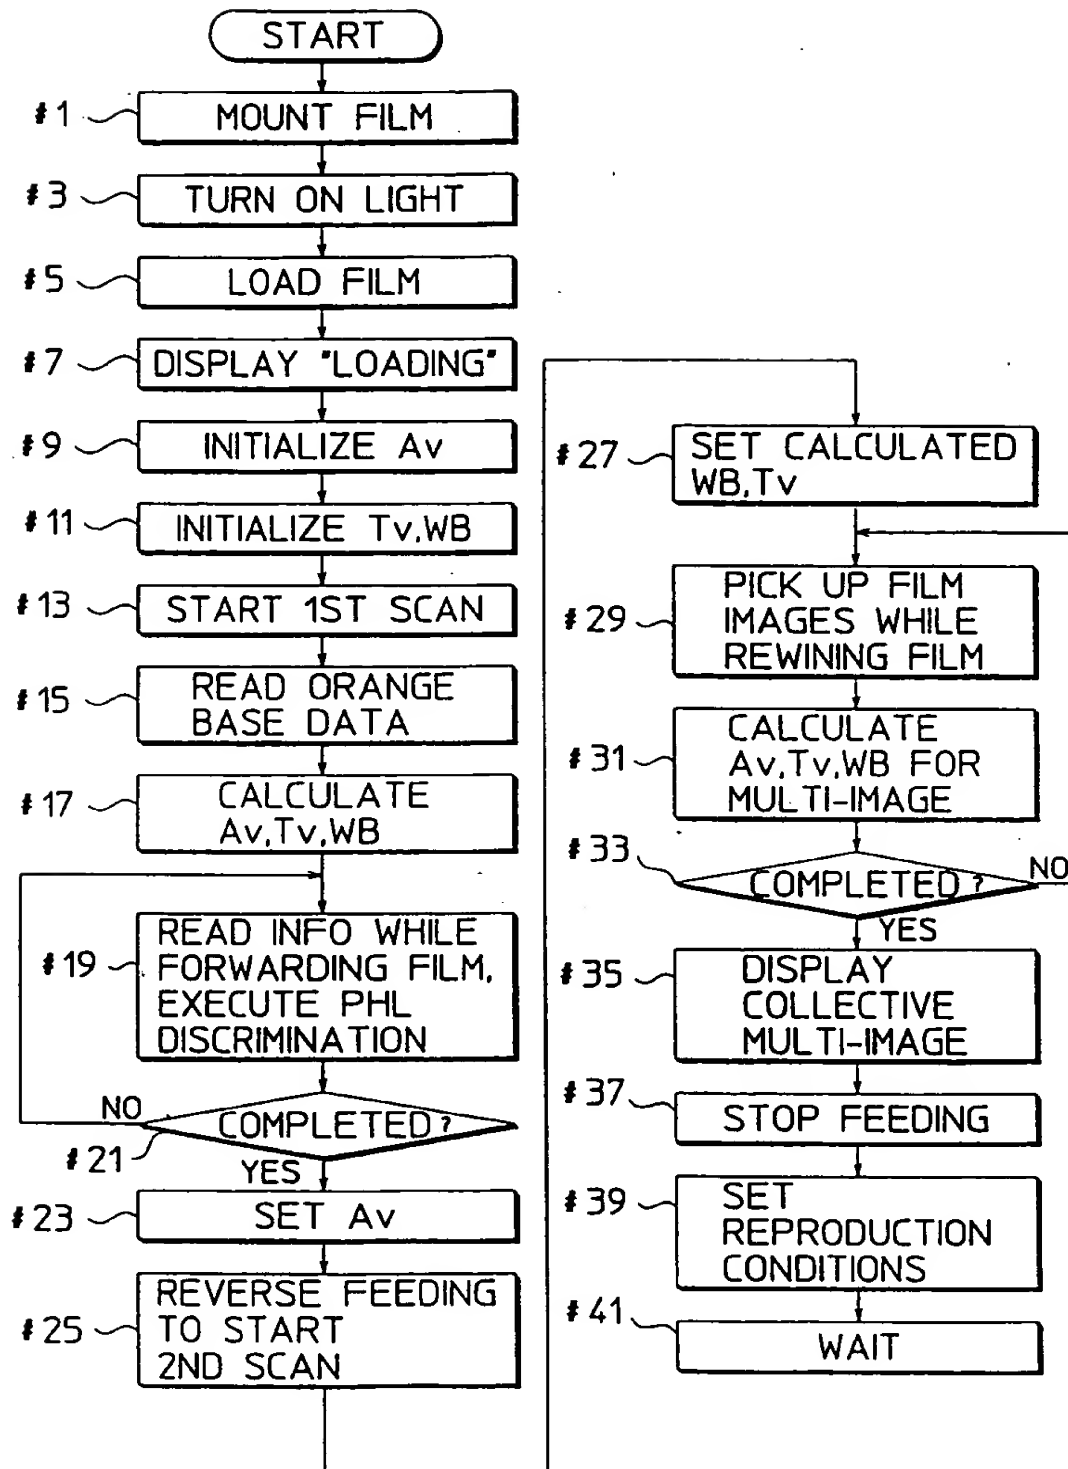 START
#1
MOUNT FILM
#3
TURN ON LIGHT
#5
LOAD FILM
#7
DISPLAY "LOADING"
#9
INITIALIZE Av
#11
INITIALIZE Tv,WB
#13
START 1ST SCAN
#15
READ ORANGE
BASE DATA
#17
CALCULATE
Av,Tv,WB
#19
READ INFO WHILE
FORWARDING FILM,
EXECUTE PHL
DISCRIMINATION
NO
COMPLETED?
#21
YES
#23
SET Av
#25
REVERSE FEEDING
TO START
2ND SCAN
#27
SET CALCULATED
WB,Tv
#29
PICK UP FILM
IMAGES WHILE
REWINING FILM
#31
CALCULATE
Av,Tv,WB FOR
MULTI-IMAGE
#33
COMPLETED?
NO
YES
#35
DISPLAY
COLLECTIVE
MULTI-IMAGE
#37
STOP FEEDING
#39
SET
REPRODUCTION
CONDITIONS
#41
WAIT